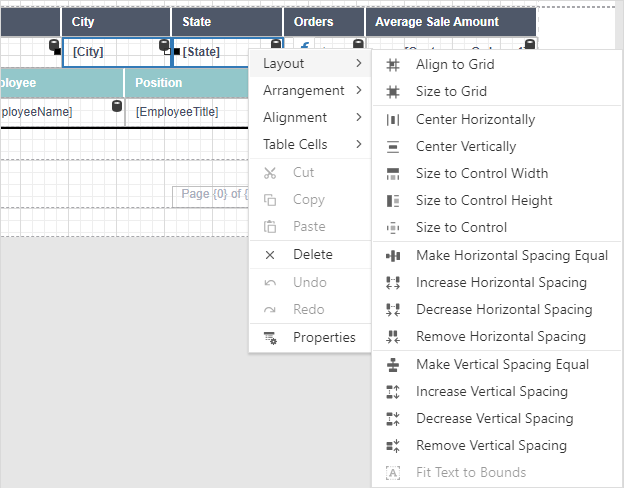 City State Orders Average Sale Amount
[City] [State]
ployee Position
ployeeName] [EmployeeTitle]
Page {0} of {
Layout
Arrangement
Alignment
Table Cells
Cut
Copy
Paste
Delete
Undo
Redo
Properties
Align to Grid
Size to Grid
Center Horizontally
Center Vertically
Size to Control Width
Size to Control Height
Size to Control
Make Horizontal Spacing Equal
Increase Horizontal Spacing
Decrease Horizontal Spacing
Remove Horizontal Spacing
Make Vertical Spacing Equal
Increase Vertical Spacing
Decrease Vertical Spacing
Remove Vertical Spacing
Fit Text to Bounds